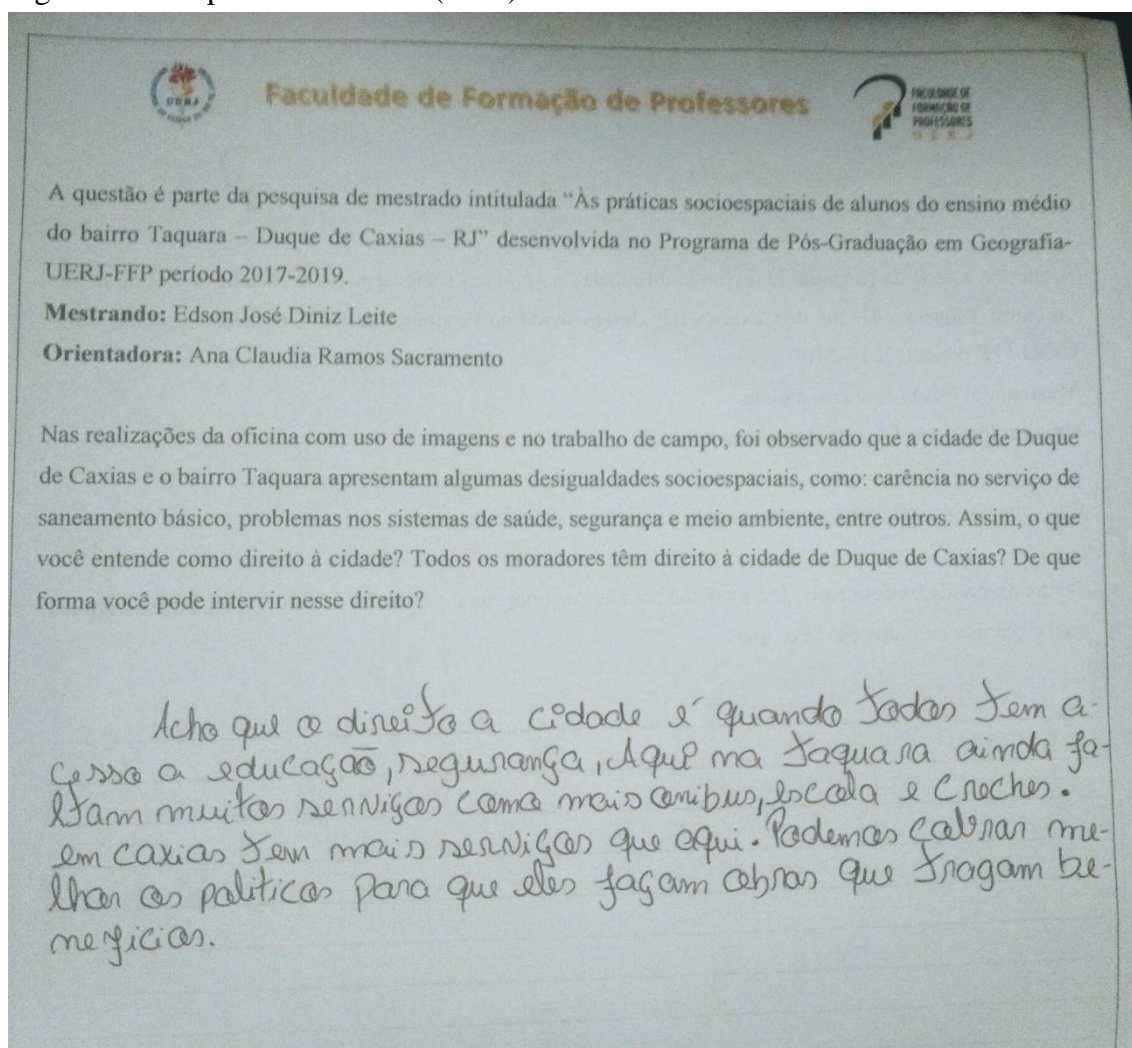 UERJ
Faculdade de Formação de Professores
FACULDADE DE
FORMAÇÃO DE
PROFESSORES
UERJ
A questão é parte da pesquisa de mestrado intitulada “Às práticas socioespaciais de alunos do ensino médio
do bairro Taquara – Duque de Caxias – RJ” desenvolvida no Programa de Pós-Graduação em Geografia-
UERJ-FFP período 2017-2019.
Mestrando: Edson José Diniz Leite
Orientadora: Ana Claudia Ramos Sacramento
Nas realizações da oficina com uso de imagens e no trabalho de campo, foi observado que a cidade de Duque
de Caxias e o bairro Taquara apresentam algumas desigualdades socioespaciais, como: carência no serviço de
saneamento básico, problemas nos sistemas de saúde, segurança e meio ambiente, entre outros. Assim, o que
você entende como direito à cidade? Todos os moradores têm direito à cidade de Duque de Caxias? De que
forma você pode intervir nesse direito?
Acho que o direito a cidade é quando todos tem a-
cesso a educação, segurança, Aqui na Taquara ainda fa-
ltam muitos serviços como mais onibus, escola e Creches.
em caxias tem mais serviços que aqui. Podemos cobrar me-
lhor os politicos para que eles façam obras que tragam be-
neficios.